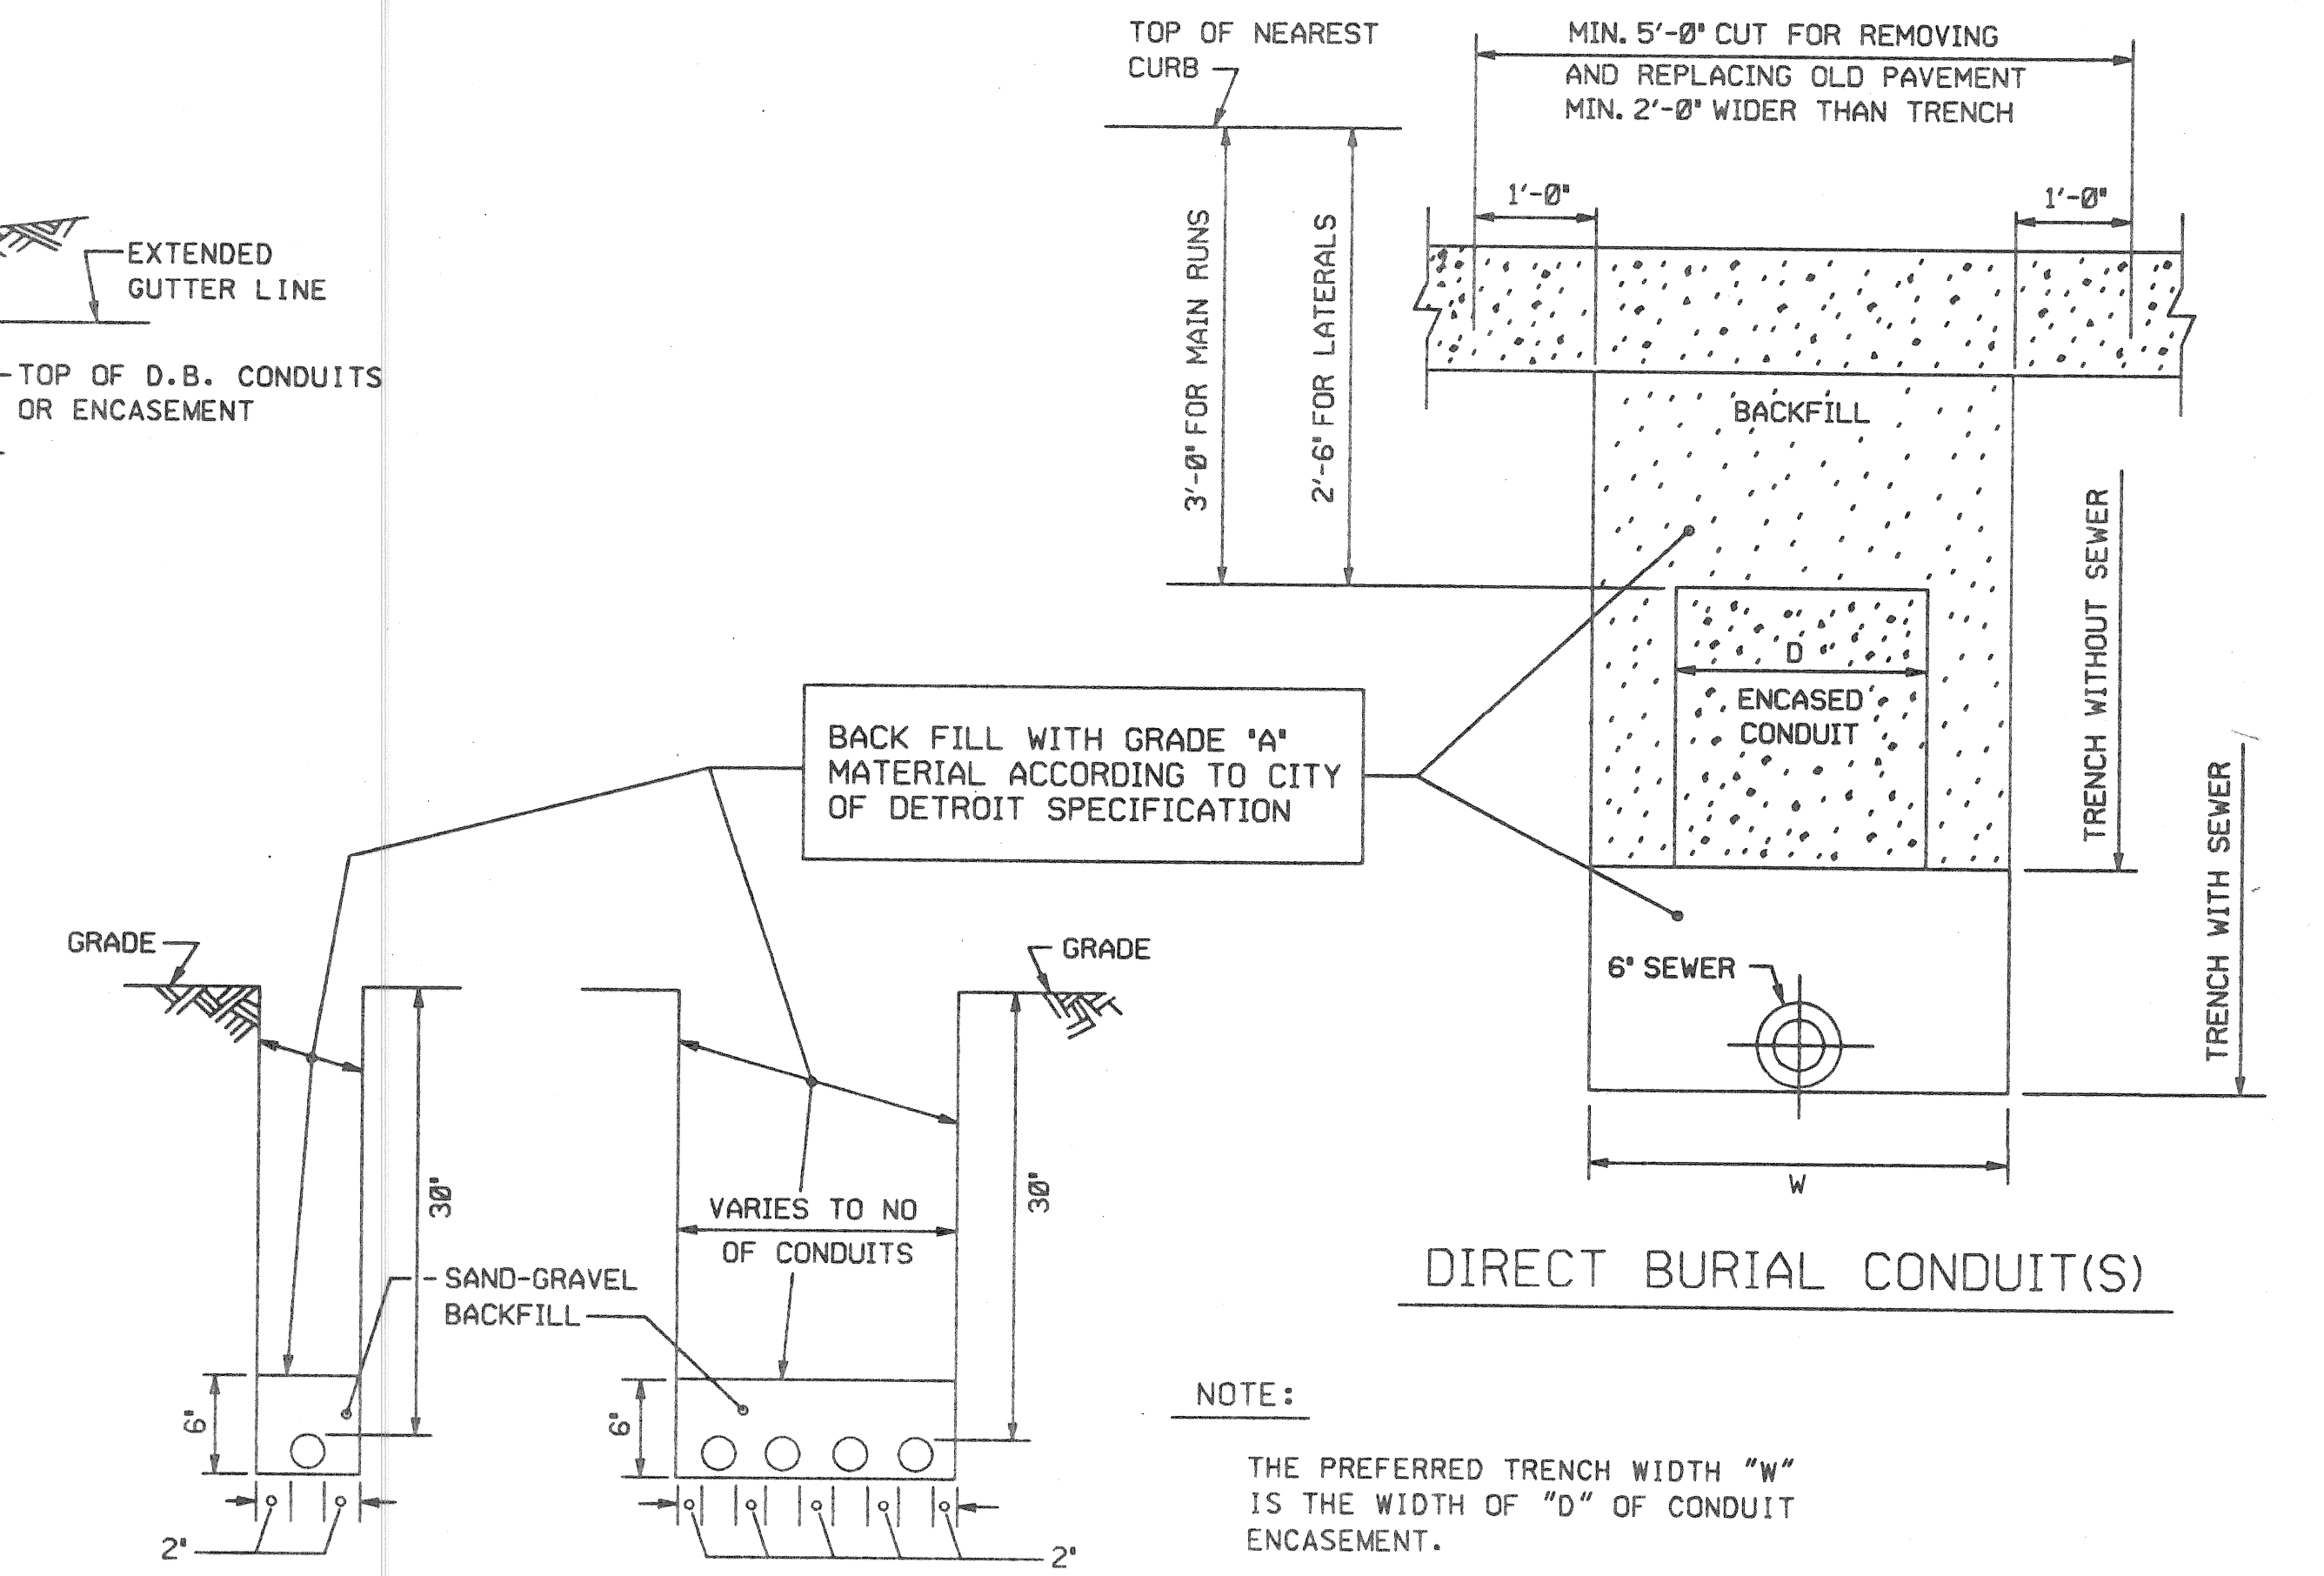 TOP OF NEAREST
CURB
MIN. 5'-0" CUT FOR REMOVING
AND REPLACING OLD PAVEMENT
MIN. 2'-0" WIDER THAN TRENCH
1'-0"
1'-0"
EXTENDED
GUTTER LINE
TOP OF D.B. CONDUITS
OR ENCASEMENT
3'-0" FOR MAIN RUNS
2'-6" FOR LATERALS
BACKFILL
D
ENCASED
CONDUIT
TRENCH WITHOUT SEWER
TRENCH WITH SEWER
BACK FILL WITH GRADE "A"
MATERIAL ACCORDING TO CITY
OF DETROIT SPECIFICATION
GRADE
GRADE
6" SEWER
W
30"
30"
VARIES TO NO
OF CONDUITS
SAND-GRAVEL
BACKFILL
6"
6"
2"
2"
DIRECT BURIAL CONDUIT(S)
NOTE:
THE PREFERRED TRENCH WIDTH "W"
IS THE WIDTH OF "D" OF CONDUIT
ENCASEMENT.